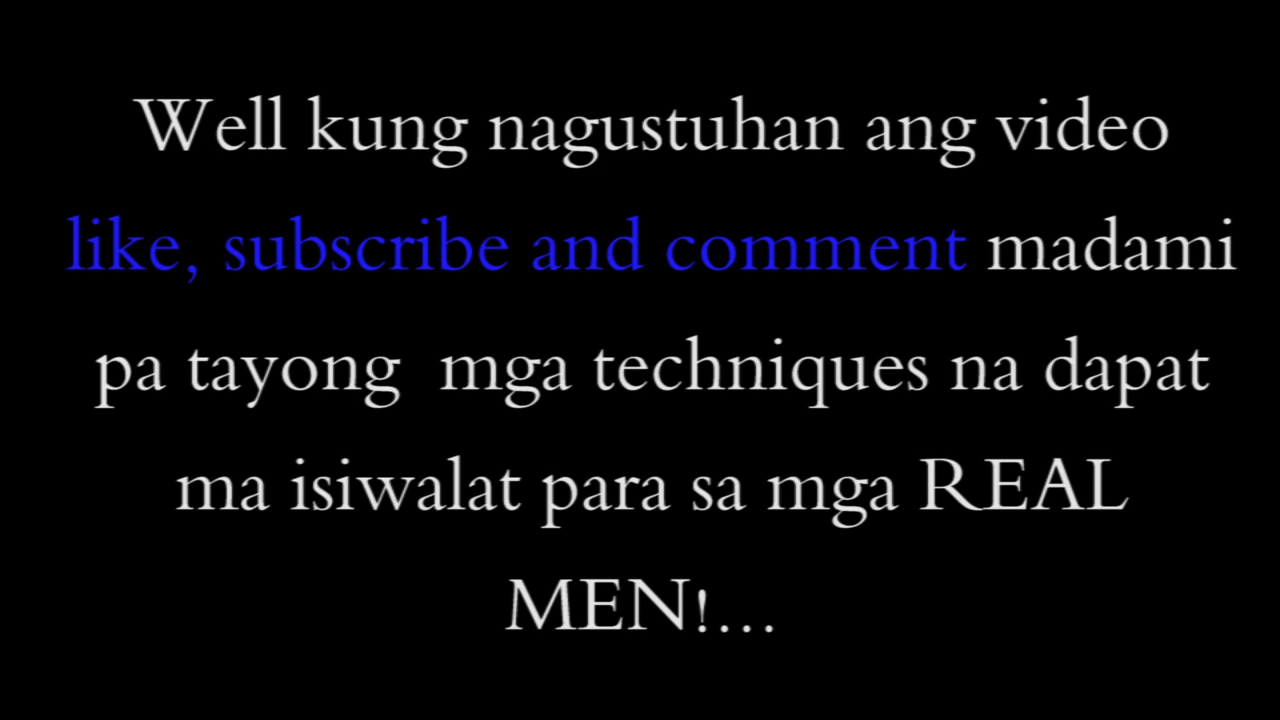 Well kung nagustuhan ang video
like, subscribe and comment madami
pa tayong mga techniques na dapat
ma isiwalat para sa mga REAL
MEN!...